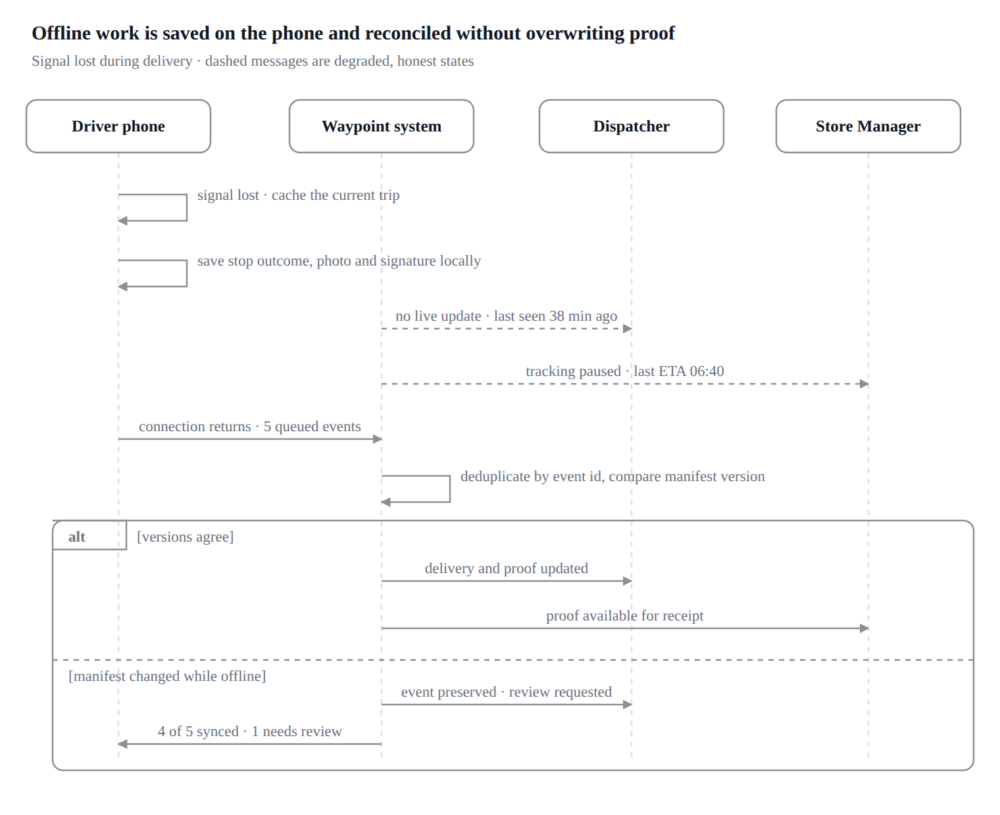 Offline work is saved on the phone and reconciled without overwriting proof
Signal lost during delivery · dashed messages are degraded, honest states
Driver phone
Waypoint system
Dispatcher
Store Manager
signal lost · cache the current trip
save stop outcome, photo and signature locally
no live update · last seen 38 min ago
tracking paused · last ETA 06:40
connection returns · 5 queued events
deduplicate by event id, compare manifest version
alt
[versions agree]
delivery and proof updated
proof available for receipt
[manifest changed while offline]
event preserved · review requested
4 of 5 synced · 1 needs review